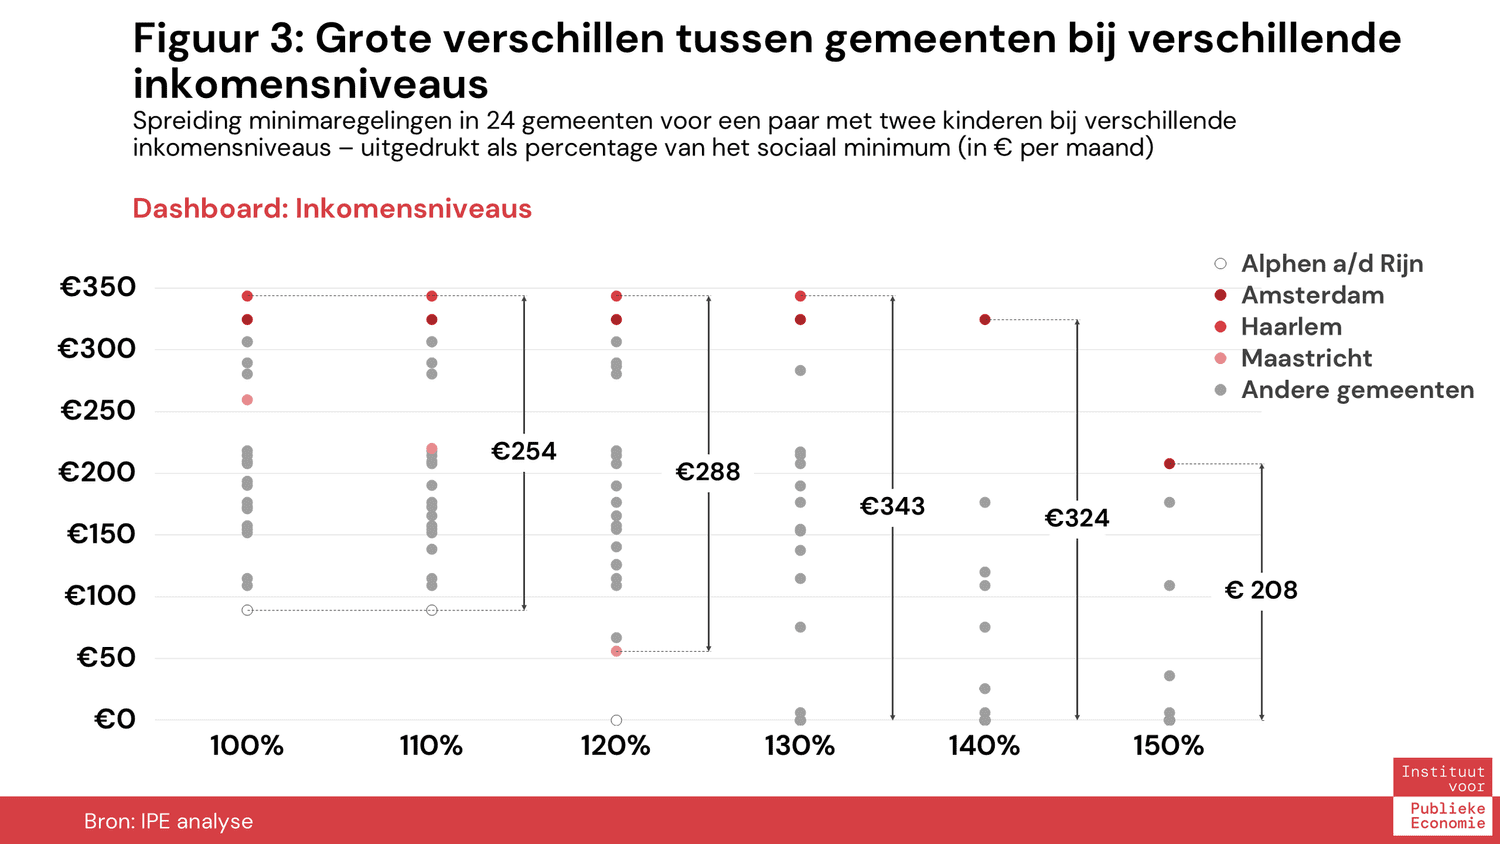 Figuur 3: Grote verschillen tussen gemeenten bij verschillende
inkomensniveaus
Spreiding minimaregelingen in 24 gemeenten voor een paar met twee kinderen bij verschillende
inkomensniveaus – uitgedrukt als percentage van het sociaal minimum (in € per maand)
Dashboard: Inkomensniveaus
Alphen a/d Rijn
Amsterdam
Haarlem
Maastricht
Andere gemeenten
€350
€300
€250
€200
€150
€100
€50
€0
€254
€288
€343
€324
€ 208
100% 110% 120% 130% 140% 150%
Bron: IPE analyse
Instituut
voor
Publieke
Economie